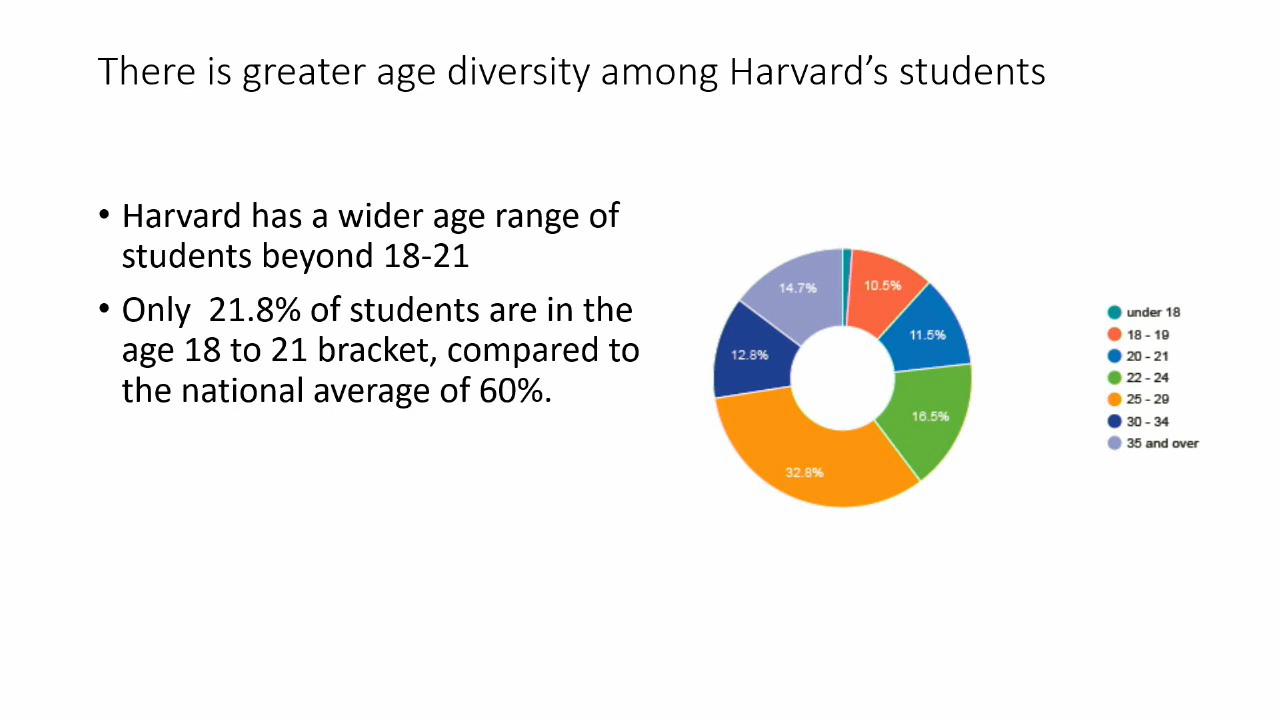 There is greater age diversity among Harvard’s students
• Harvard has a wider age range of
students beyond 18-21
• Only  21.8% of students are in the
age 18 to 21 bracket, compared to
the national average of 60%.
14.7%
10.5%
11.5%
12.8%
16.5%
32.8%
under 18
18 - 19
20 - 21
22 - 24
25 - 29
30 - 34
35 and over